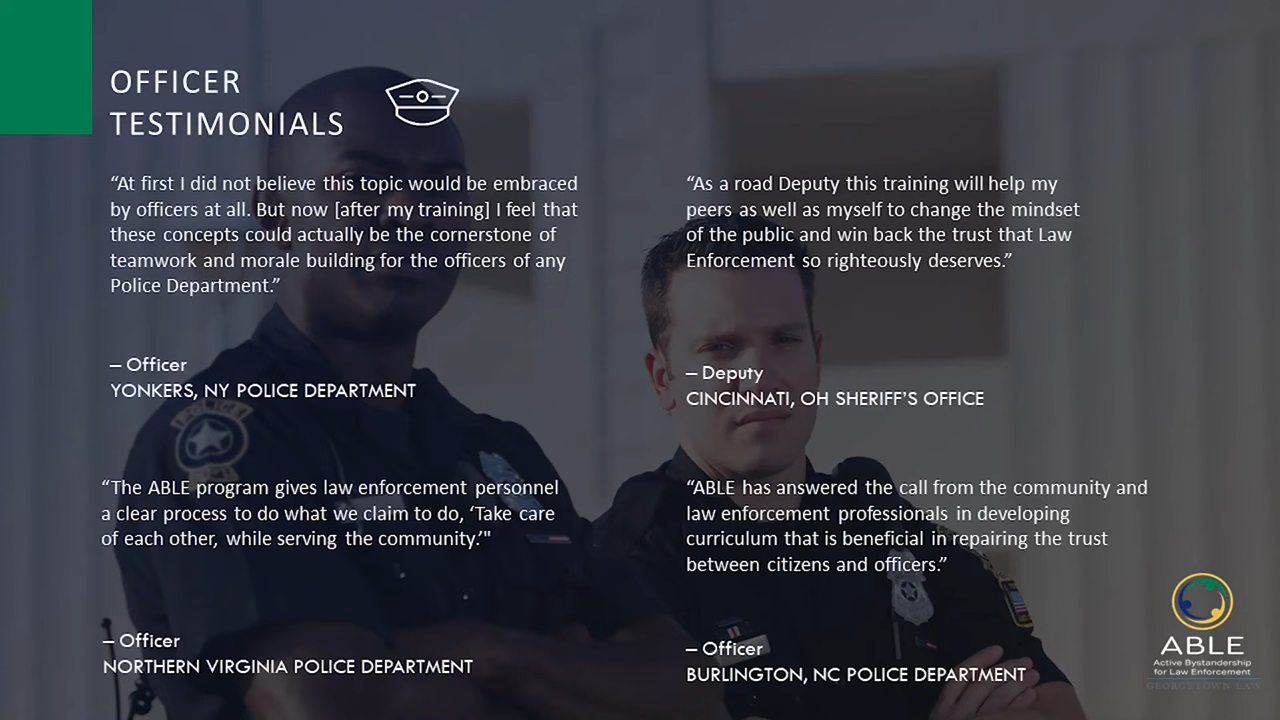 OFFICER
TESTIMONIALS
“At first I did not believe this topic would be embraced
by officers at all. But now [after my training] I feel that
these concepts could actually be the cornerstone of
teamwork and morale building for the officers of any
Police Department.”
– Officer
YONKERS, NY POLICE DEPARTMENT
“As a road Deputy this training will help my
peers as well as myself to change the mindset
of the public and win back the trust that Law
Enforcement so righteously deserves.”
– Deputy
CINCINNATI, OH SHERIFF’S OFFICE
“The ABLE program gives law enforcement personnel
a clear process to do what we claim to do, ‘Take care
of each other, while serving the community.’"
– Officer
NORTHERN VIRGINIA POLICE DEPARTMENT
“ABLE has answered the call from the community and
law enforcement professionals in developing
curriculum that is beneficial in repairing the trust
between citizens and officers.”
– Officer
BURLINGTON, NC POLICE DEPARTMENT
ABLE
Active Bystandership
for Law Enforcement
GEORGETOWN LAW